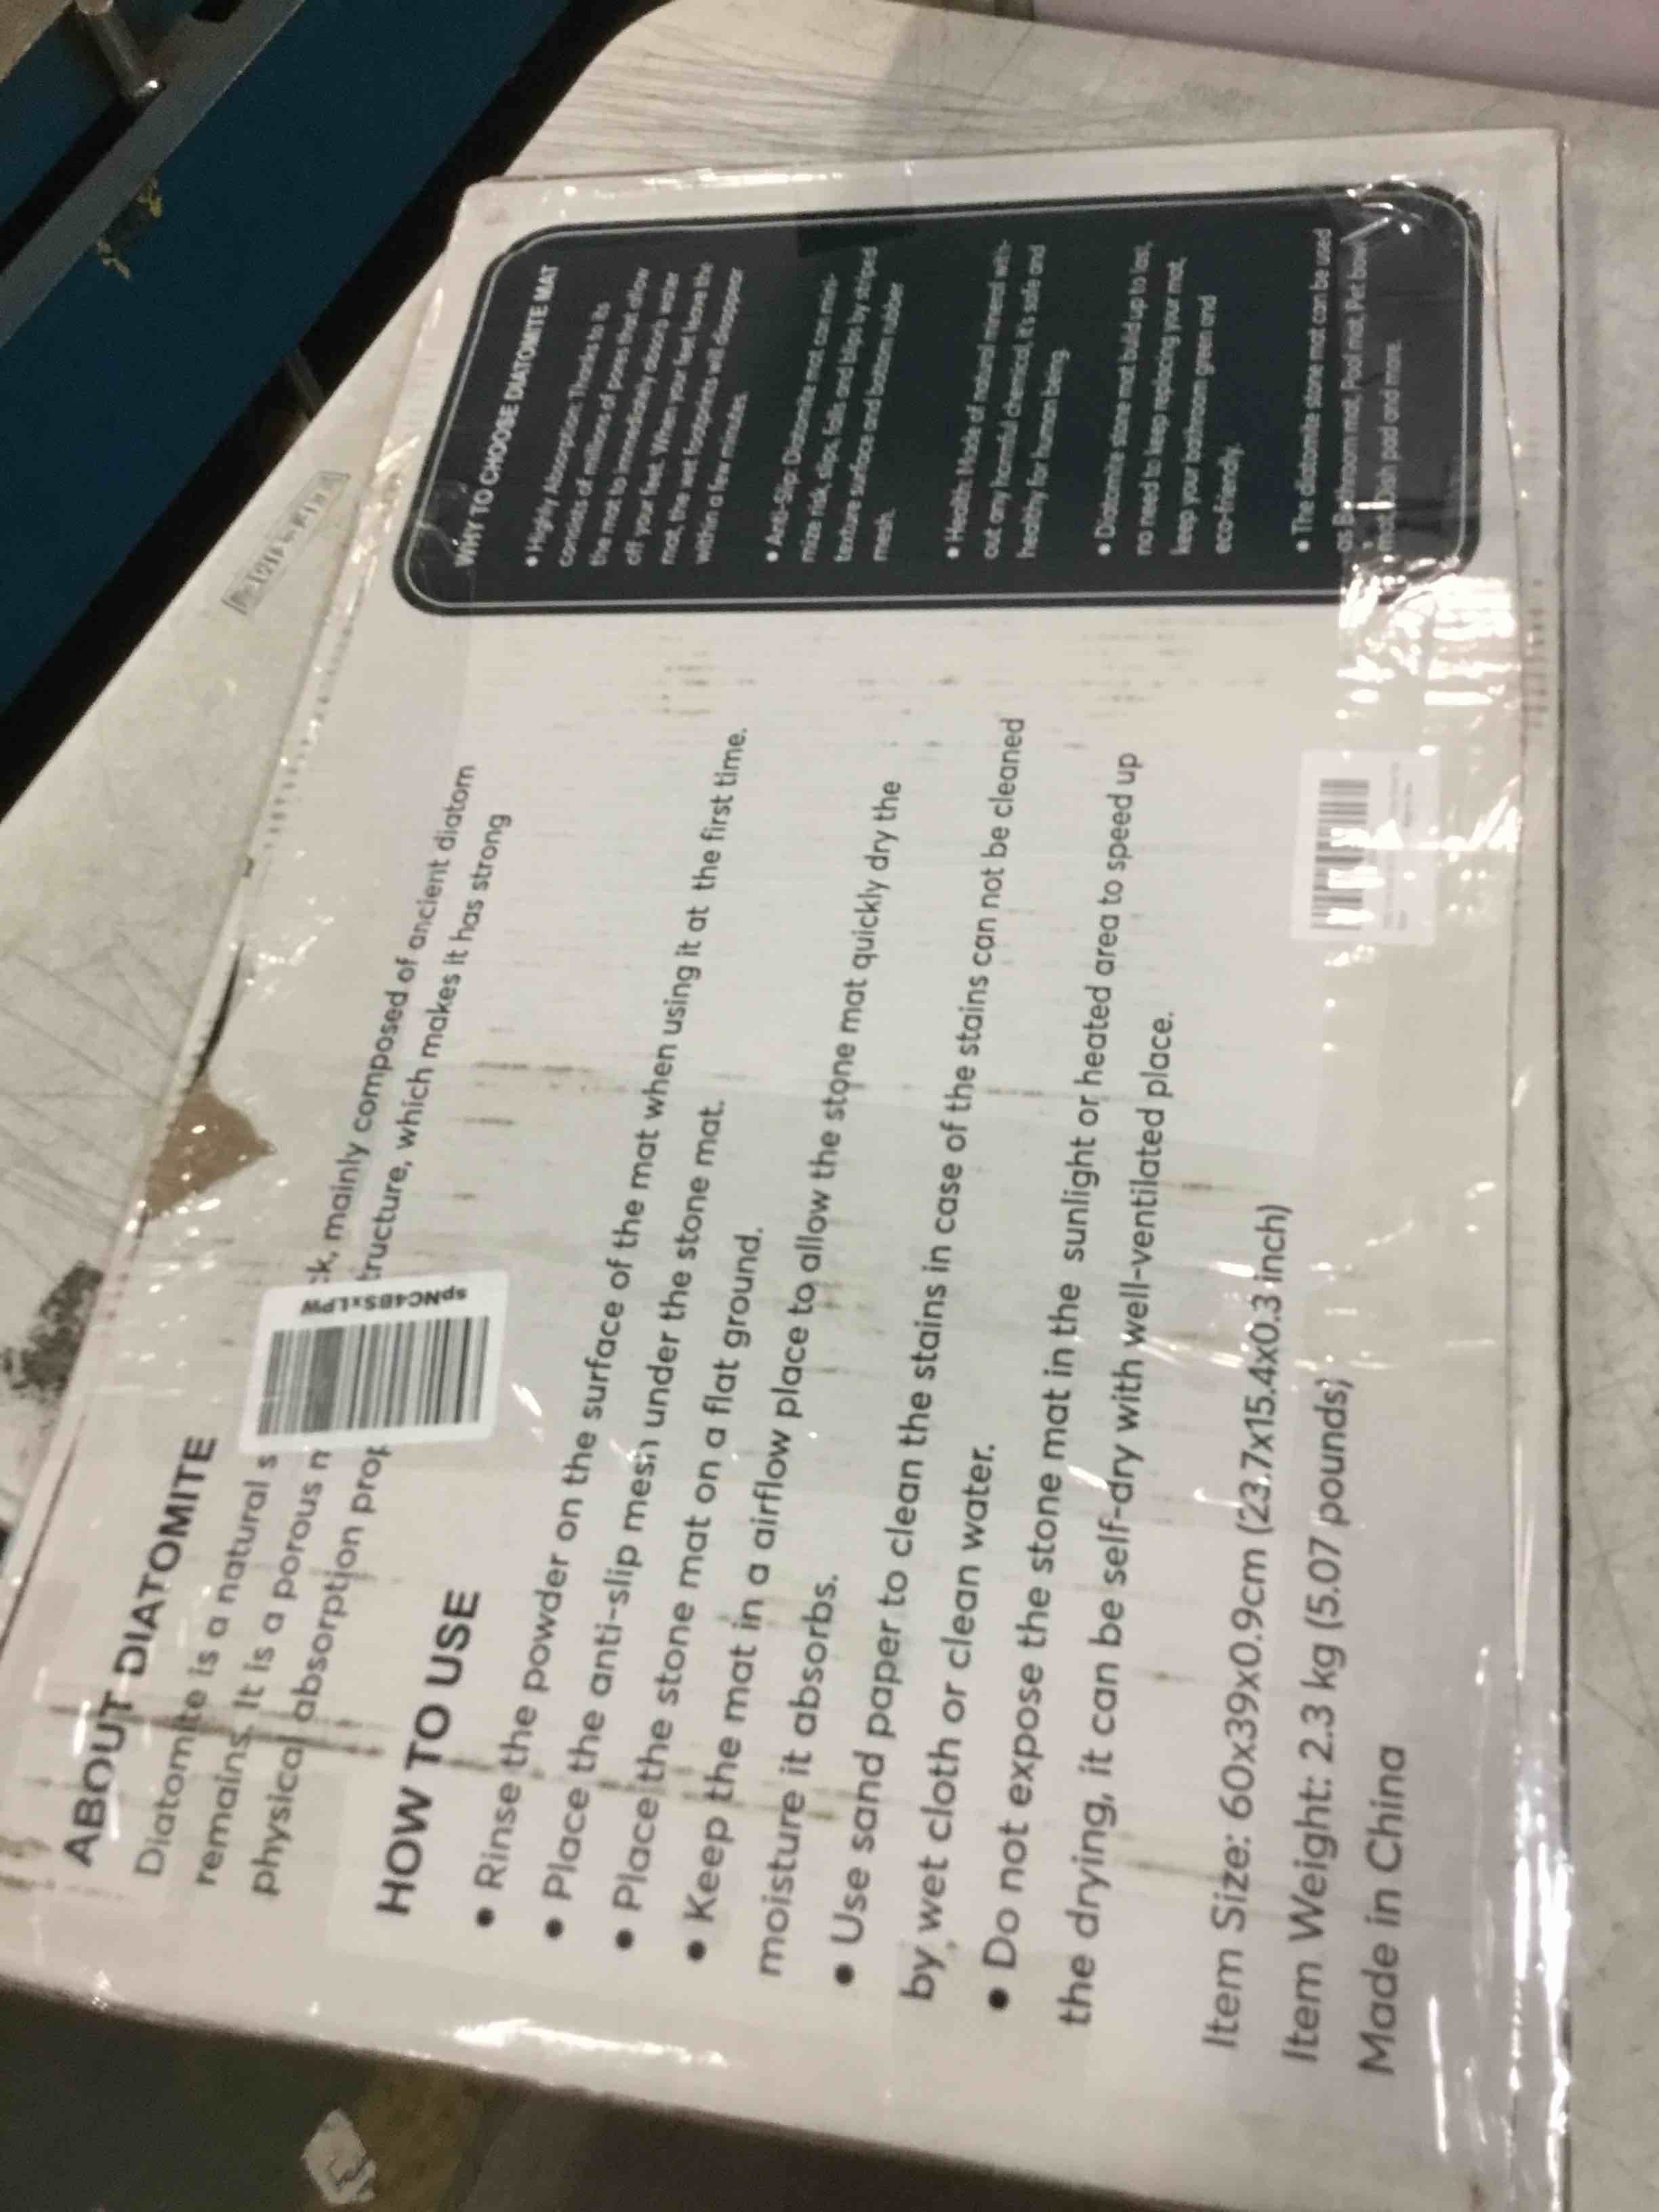 ABOUT DIATOMITE
Diatomite is a natural s k, mainly composed of ancient diatom
remains. It is a porous m tructure, which makes it has strong
physical absorption prop
spNC4BSxLPW
HOW TO USE
• Rinse the powder on the surface of the mat when using it at the first time.
• Place the anti-slip mesh under the stone mat.
• Place the stone mat on a flat ground.
• Keep the mat in a airflow place to allow the stone mat quickly dry the
moisture it absorbs.
• Use sand paper to clean the stains in case of the stains can not be cleaned
by wet cloth or clean water.
• Do not expose the stone mat in the sunlight or heated area to speed up
the drying, it can be self-dry with well-ventilated place.
Item Size: 60x39x0.9cm (23.7x15.4x0.3 inch)
Item Weight: 2.3 kg (5.07 pounds)
Made in China
WHY TO CHOOSE DIATOMITE MAT
• Highly Absorption: Thanks to its
consists of millions of pores that allow
the mat to immediately absorb water
off your feet. When your feet leave the
mat, the wet footprints will disappear
within a few minutes.
• Anti-Slip: Diatomite mat can mini-
mize risk, slips, falls and blips by striped
texture surface and bottom rubber
mesh.
• Health: Made of natural mineral with-
out any harmful chemical, it's safe and
healthy for human being.
• Diatomite stone mat build up to last,
no need to keep replacing your mat,
keep your bathroom green and
eco-friendly.
• The diatomite stone mat can be used
as Bathroom mat, Pool mat, Pet bowl
mat, Dish pad and more.